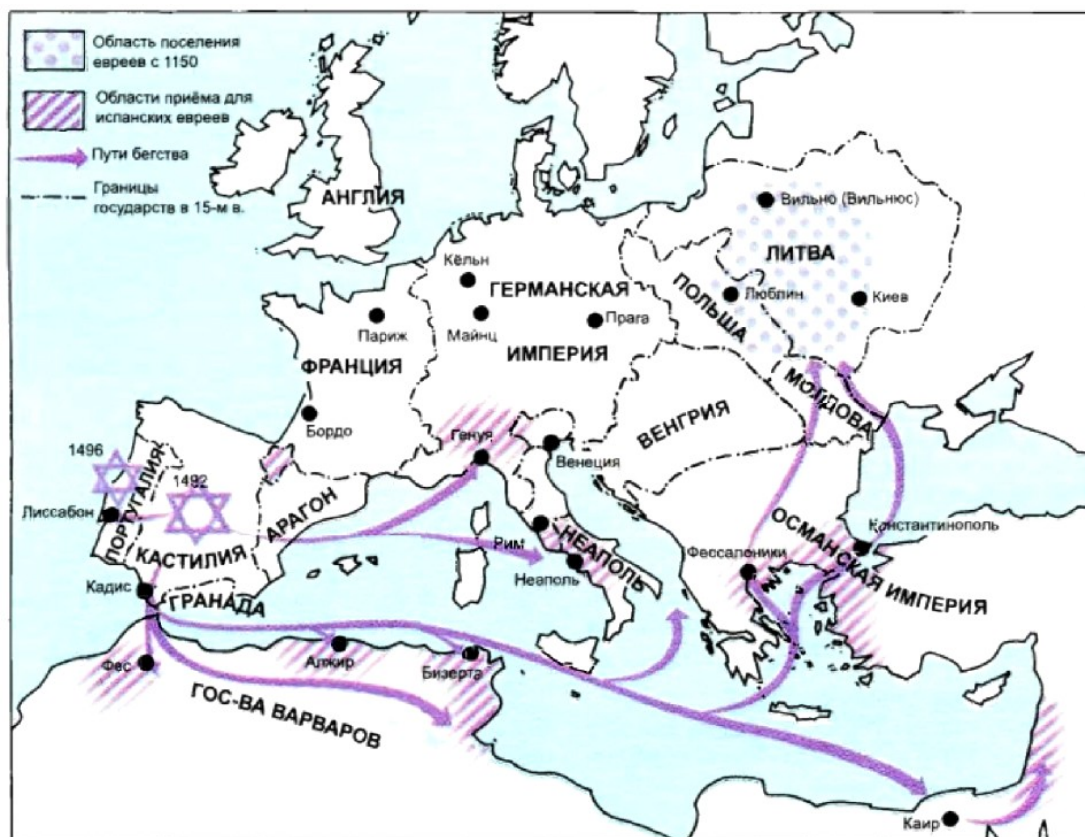 Область поселения
евреев с 1150
Области приёма для
испанских евреев
Пути бегства
Границы
государств в 15-м в.
АНГЛИЯ
Вильно (Вильнюс)
ЛИТВА
Кёльн
ГЕРМАНСКАЯ
Люблин
Киев
ПОЛЬША
Париж
Майнц
Прага
ФРАНЦИЯ
ИМПЕРИЯ
МОЛДОВА
ВЕНГРИЯ
Бордо
Генуя
Венеция
1496
1492
Лиссабон
ПОРТУГАЛИЯ
АРАГОН
КАСТИЛИЯ
Рим
НЕАПОЛЬ
Константинополь
ОСМАНСКАЯ ИМПЕРИЯ
Фессалоники
Неаполь
Кадис
ГРАНАДА
Фес
Алжир
Бизерта
ГОС-ВА ВАРВАРОВ
Каир